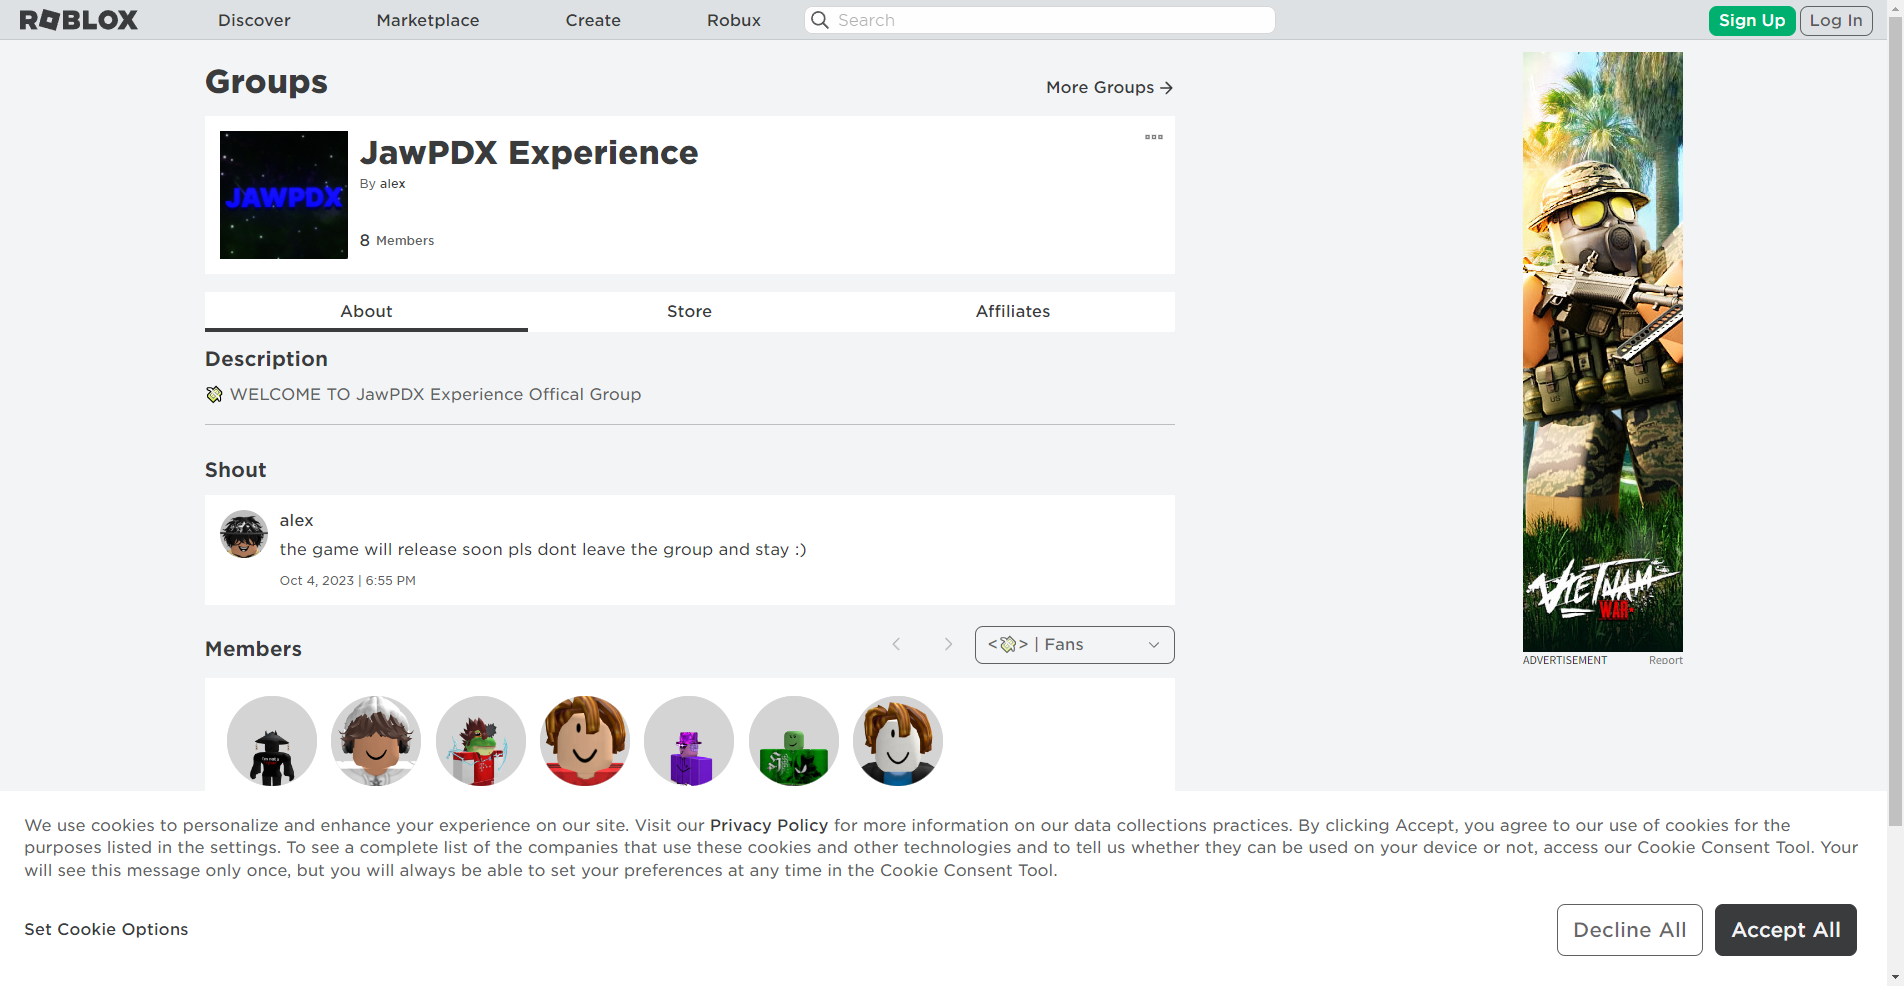 ROBLOX
Discover
Marketplace
Create
Robux
Search
Sign Up
Log In
Groups
More Groups
JAWPDX
JawPDX Experience
By alex
8 Members
About
Store
Affiliates
Description
WELCOME TO JawPDX Experience Offical Group
Shout
alex
the game will release soon pls dont leave the group and stay :)
Oct 4, 2023 | 6:55 PM
Members
< > | Fans
US
US
VIETNAM
WAR
ADVERTISEMENT
Report
We use cookies to personalize and enhance your experience on our site. Visit our Privacy Policy for more information on our data collections practices. By clicking Accept, you agree to our use of cookies for the
purposes listed in the settings. To see a complete list of the companies that use these cookies and other technologies and to tell us whether they can be used on your device or not, access our Cookie Consent Tool. Your
will see this message only once, but you will always be able to set your preferences at any time in the Cookie Consent Tool.
Set Cookie Options
Decline All
Accept All